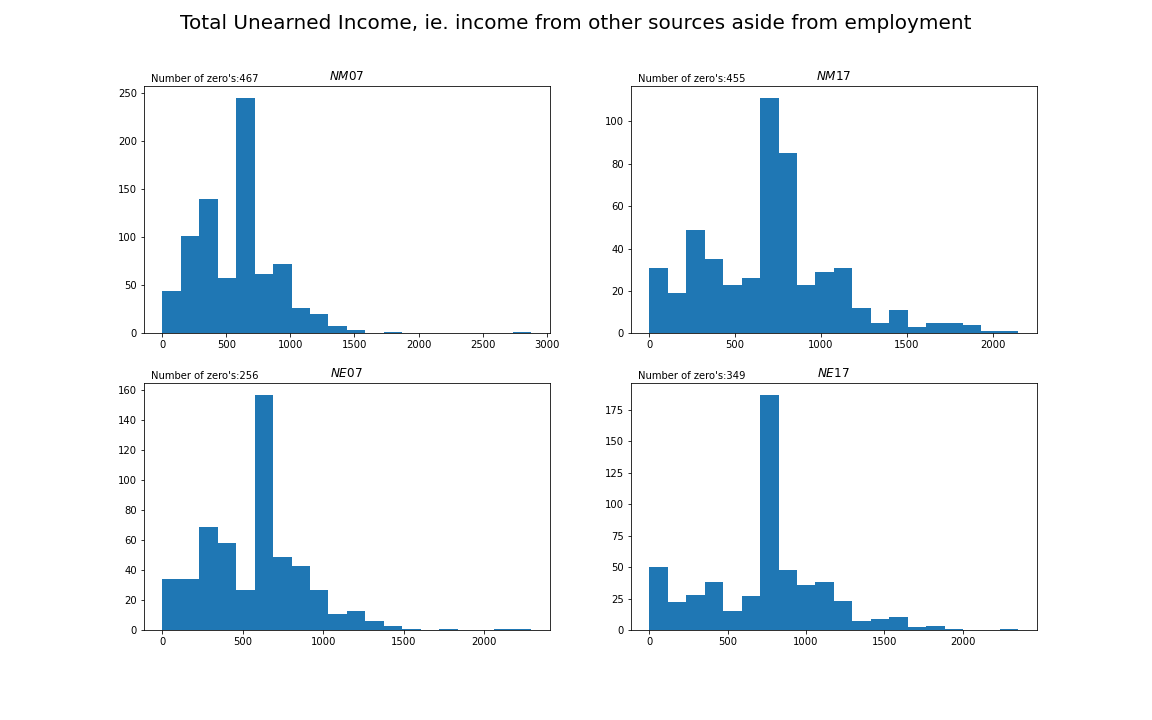 Total Unearned Income, ie. income from other sources aside from employment
Number of zero's:467
NM07
250
200
150
100
50
0
0 500 1000 1500 2000 2500 3000
Number of zero's:455
NM17
100
80
60
40
20
0
0 500 1000 1500 2000
Number of zero's:256
NE07
160
140
120
100
80
60
40
20
0
0 500 1000 1500 2000
Number of zero's:349
NE17
175
150
125
100
75
50
25
0
0 500 1000 1500 2000